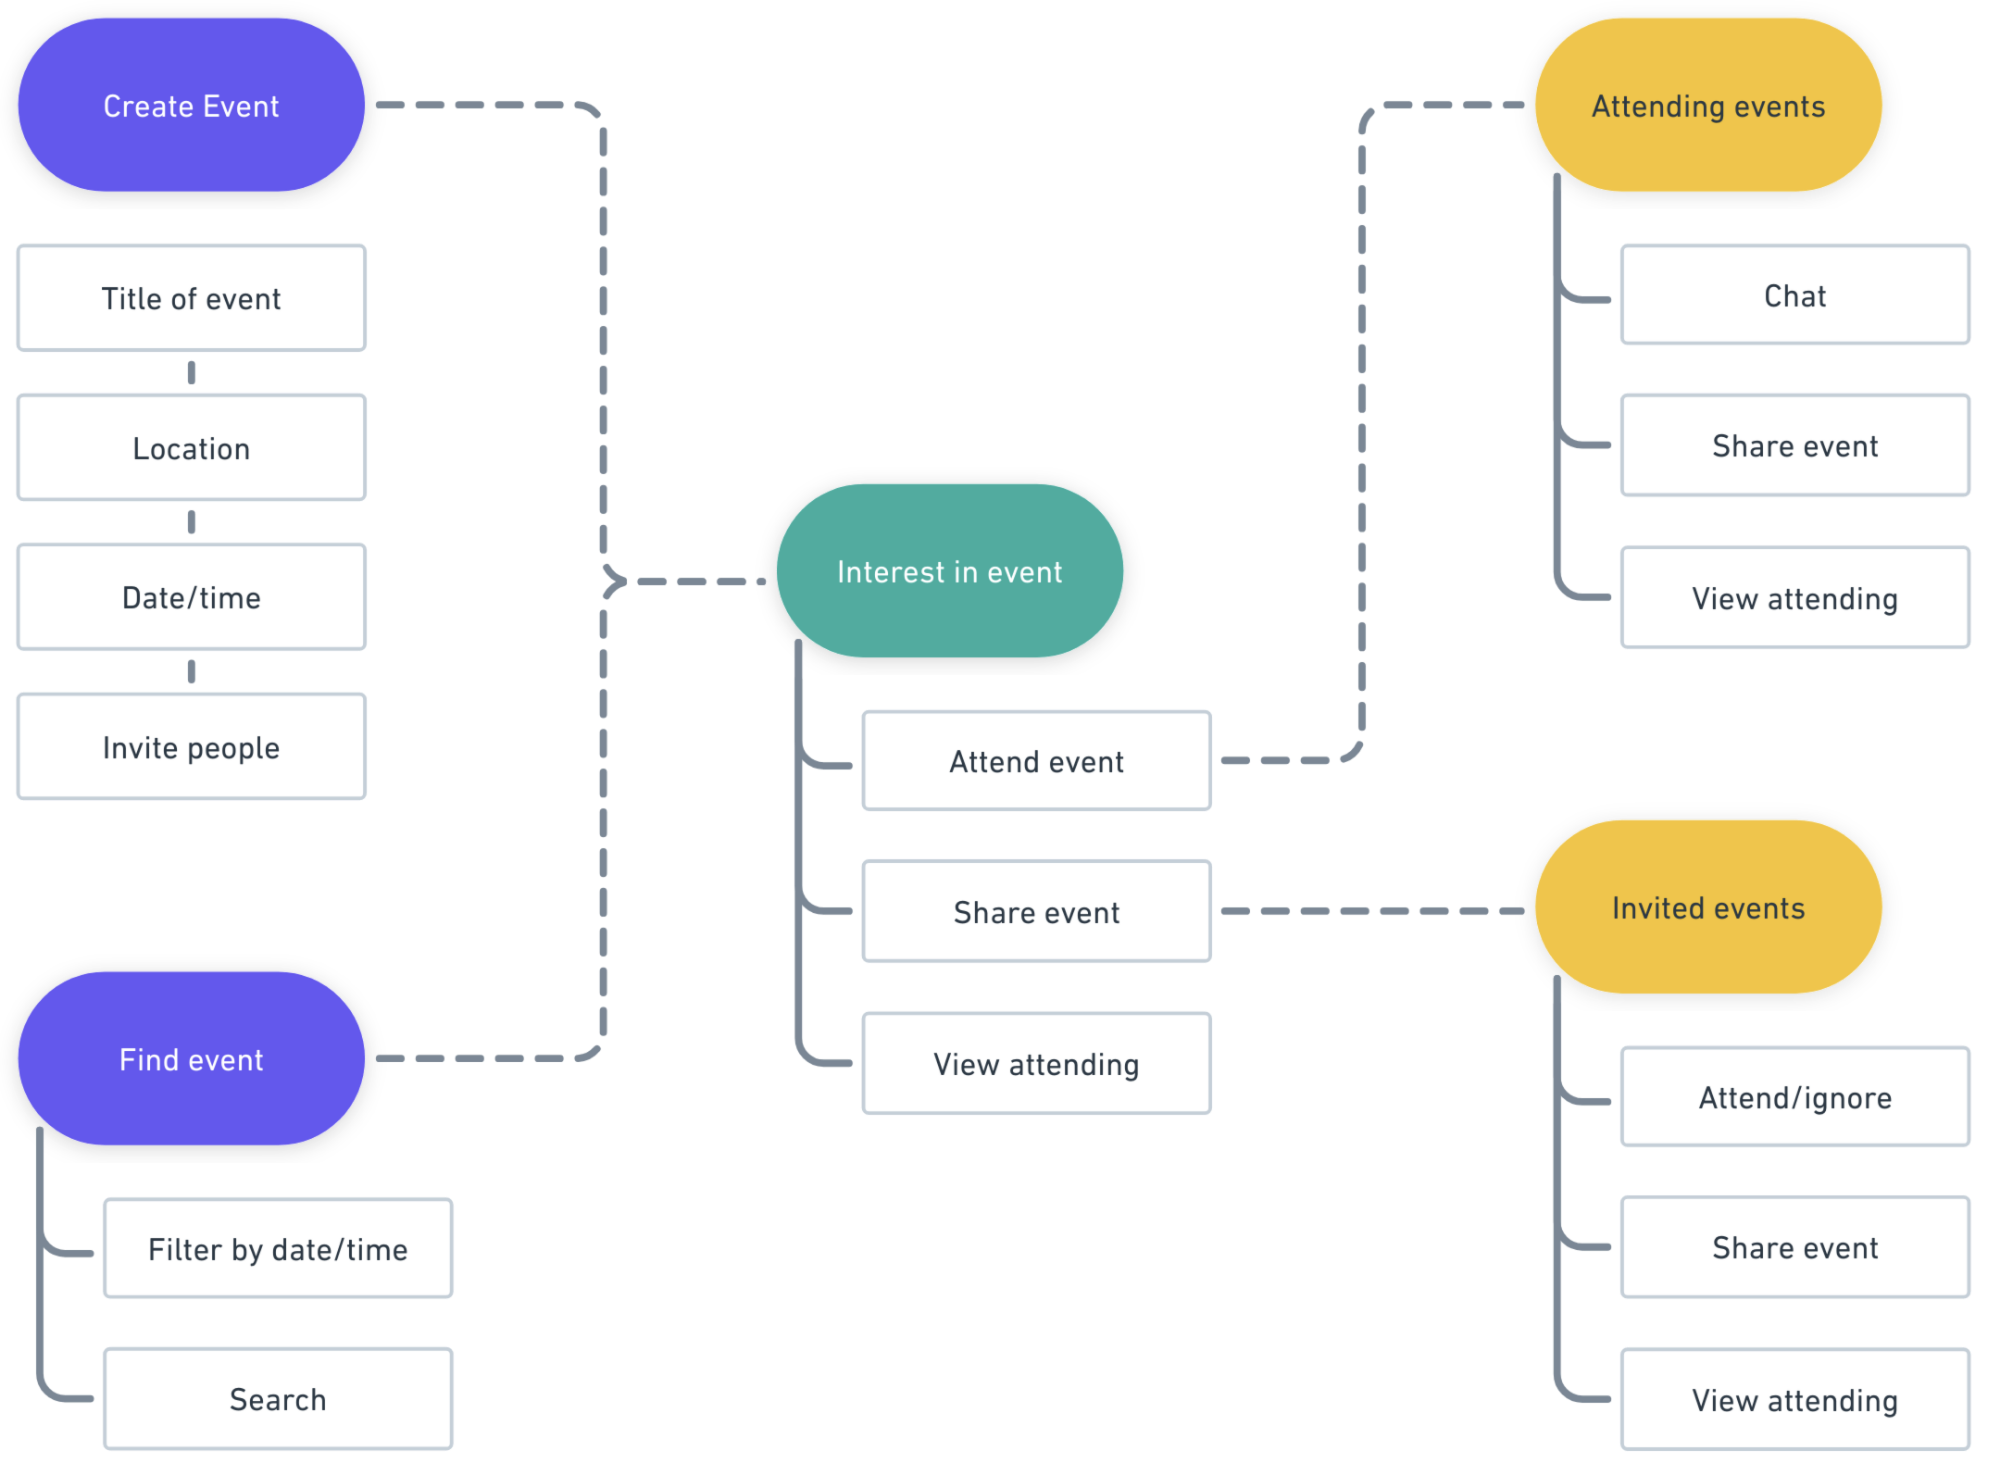 Create Event
Title of event
Location
Date/time
Invite people
Find event
Filter by date/time
Search
Interest in event
Attend event
Share event
View attending
Attending events
Chat
Share event
View attending
Invited events
Attend/ignore
Share event
View attending